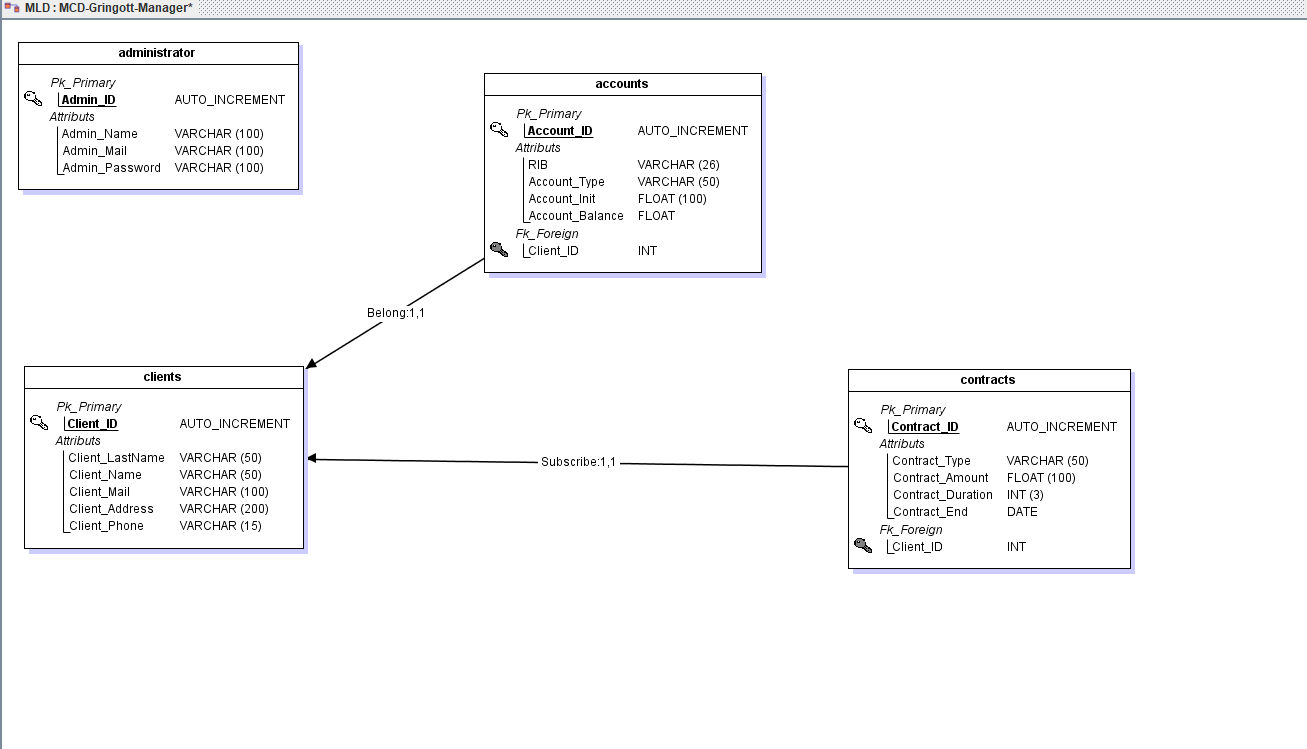 MLD : MCD-Gringott-Manager*
administrator
Pk_Primary
Admin_ID AUTO_INCREMENT
Attributs
Admin_Name VARCHAR (100)
Admin_Mail VARCHAR (100)
Admin_Password VARCHAR (100)
accounts
Pk_Primary
Account_ID AUTO_INCREMENT
Attributs
RIB VARCHAR (26)
Account_Type VARCHAR (50)
Account_Init FLOAT (100)
Account_Balance FLOAT
Fk_Foreign
Client_ID INT
Belong:1,1
clients
Pk_Primary
Client_ID AUTO_INCREMENT
Attributs
Client_LastName VARCHAR (50)
Client_Name VARCHAR (50)
Client_Mail VARCHAR (100)
Client_Address VARCHAR (200)
Client_Phone VARCHAR (15)
Subscribe:1,1
contracts
Pk_Primary
Contract_ID AUTO_INCREMENT
Attributs
Contract_Type VARCHAR (50)
Contract_Amount FLOAT (100)
Contract_Duration INT (3)
Contract_End DATE
Fk_Foreign
Client_ID INT